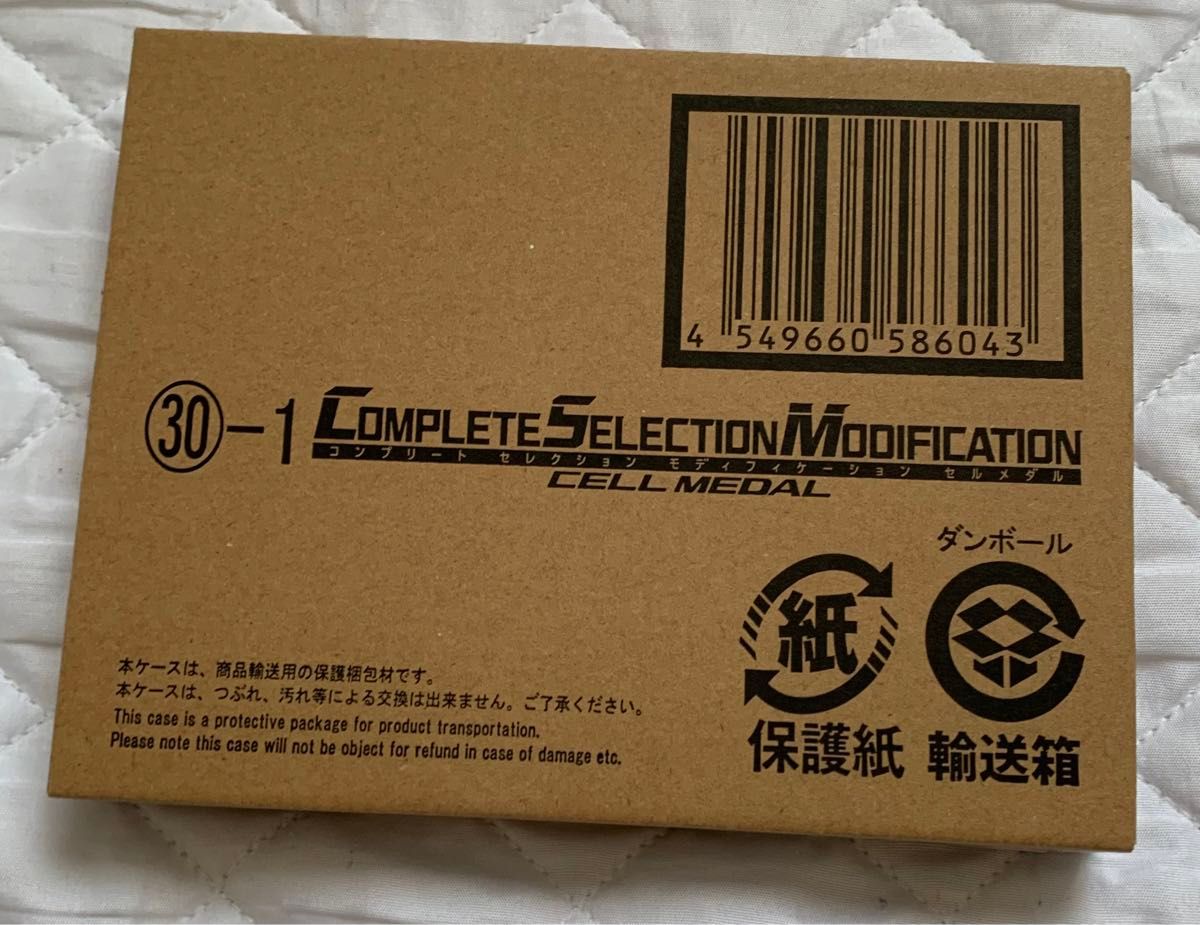 4 549660 586043
㉚-1 COMPLETE SELECTION MODIFICATION
コンプリート セレクション モディフィケーション セルメダル
CELL MEDAL
ダンボール
紙
保護紙 輸送箱
本ケースは、商品輸送用の保護梱包材です。
本ケースは、つぶれ、汚れ等による交換は出来ません。ご了承ください。
This case is a protective package for product transportation.
Please note this case will not be object for refund in case of damage etc.